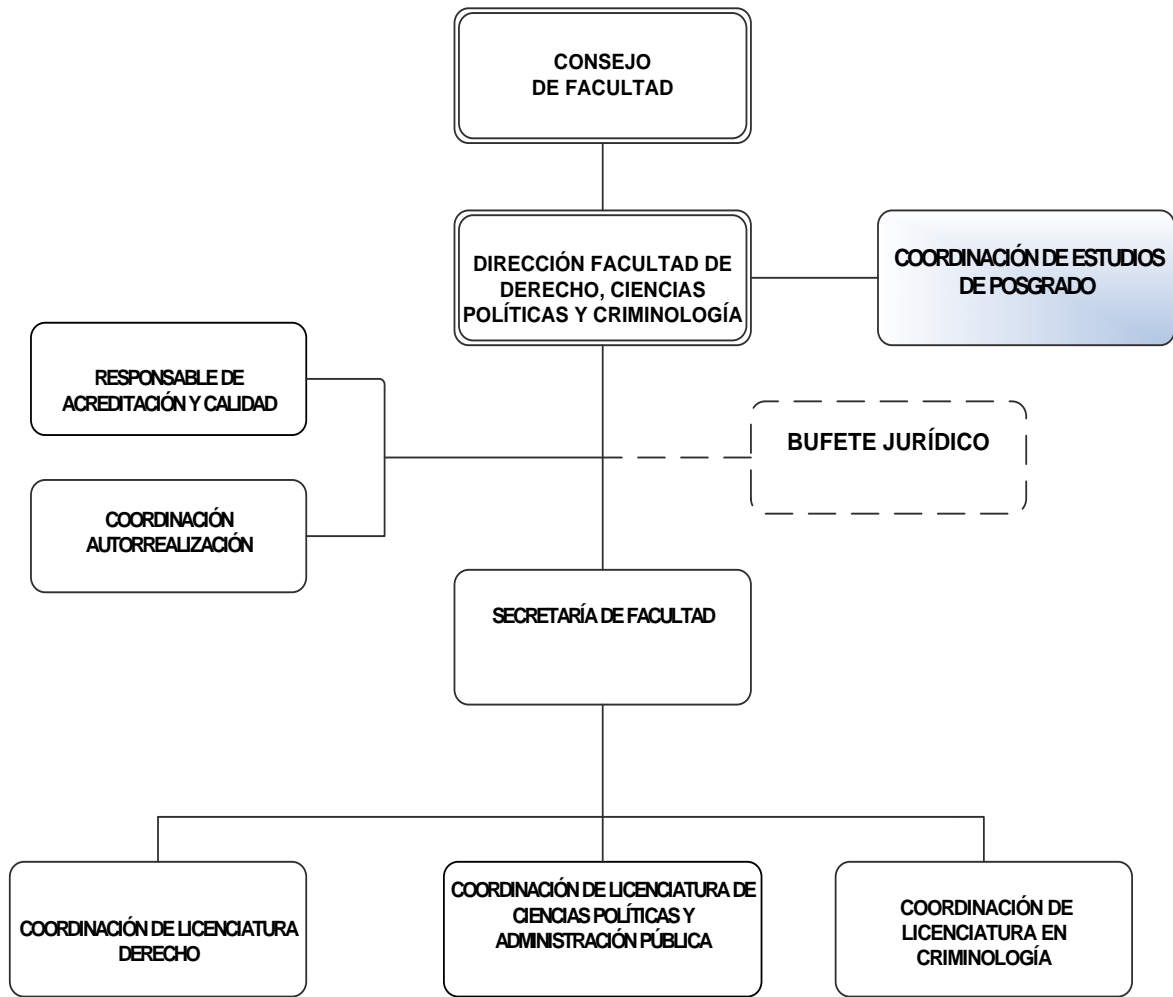 CONSEJO
DE FACULTAD
DIRECCIÓN FACULTAD DE
DERECHO, CIENCIAS
POLÍTICAS Y CRIMINOLOGÍA
COORDINACIÓN DE ESTUDIOS
DE POSGRADO
RESPONSABLE DE
ACREDITACIÓN Y CALIDAD
BUFETE JURÍDICO
COORDINACIÓN
AUTORREALIZACIÓN
SECRETARÍA DE FACULTAD
COORDINACIÓN DE LICENCIATURA
DERECHO
COORDINACIÓN DE LICENCIATURA DE
CIENCIAS POLÍTICAS Y
ADMINISTRACIÓN PÚBLICA
COORDINACIÓN DE
LICENCIATURA EN
CRIMINOLOGÍA